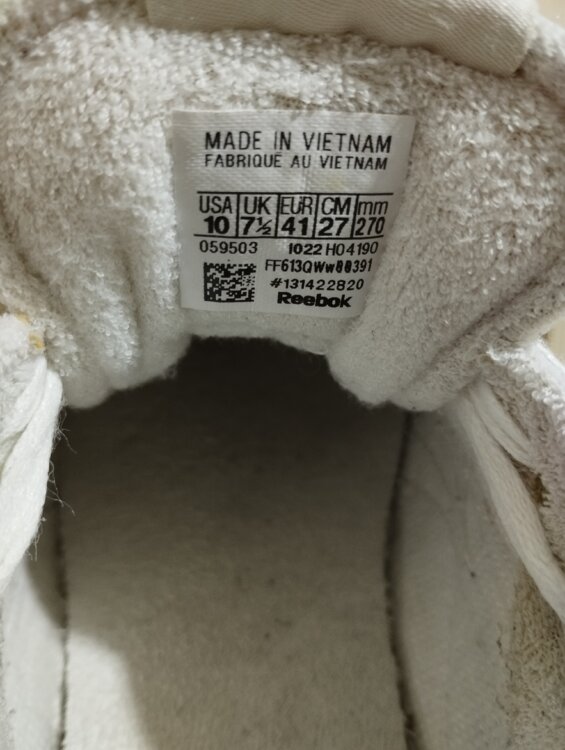 MADE IN VIETNAM
FABRIQUÉ AU VIETNAM
USA UK EUR CM mm
10 7½ 41 27 270
059503 1022 H04190
#131422820
Reebok